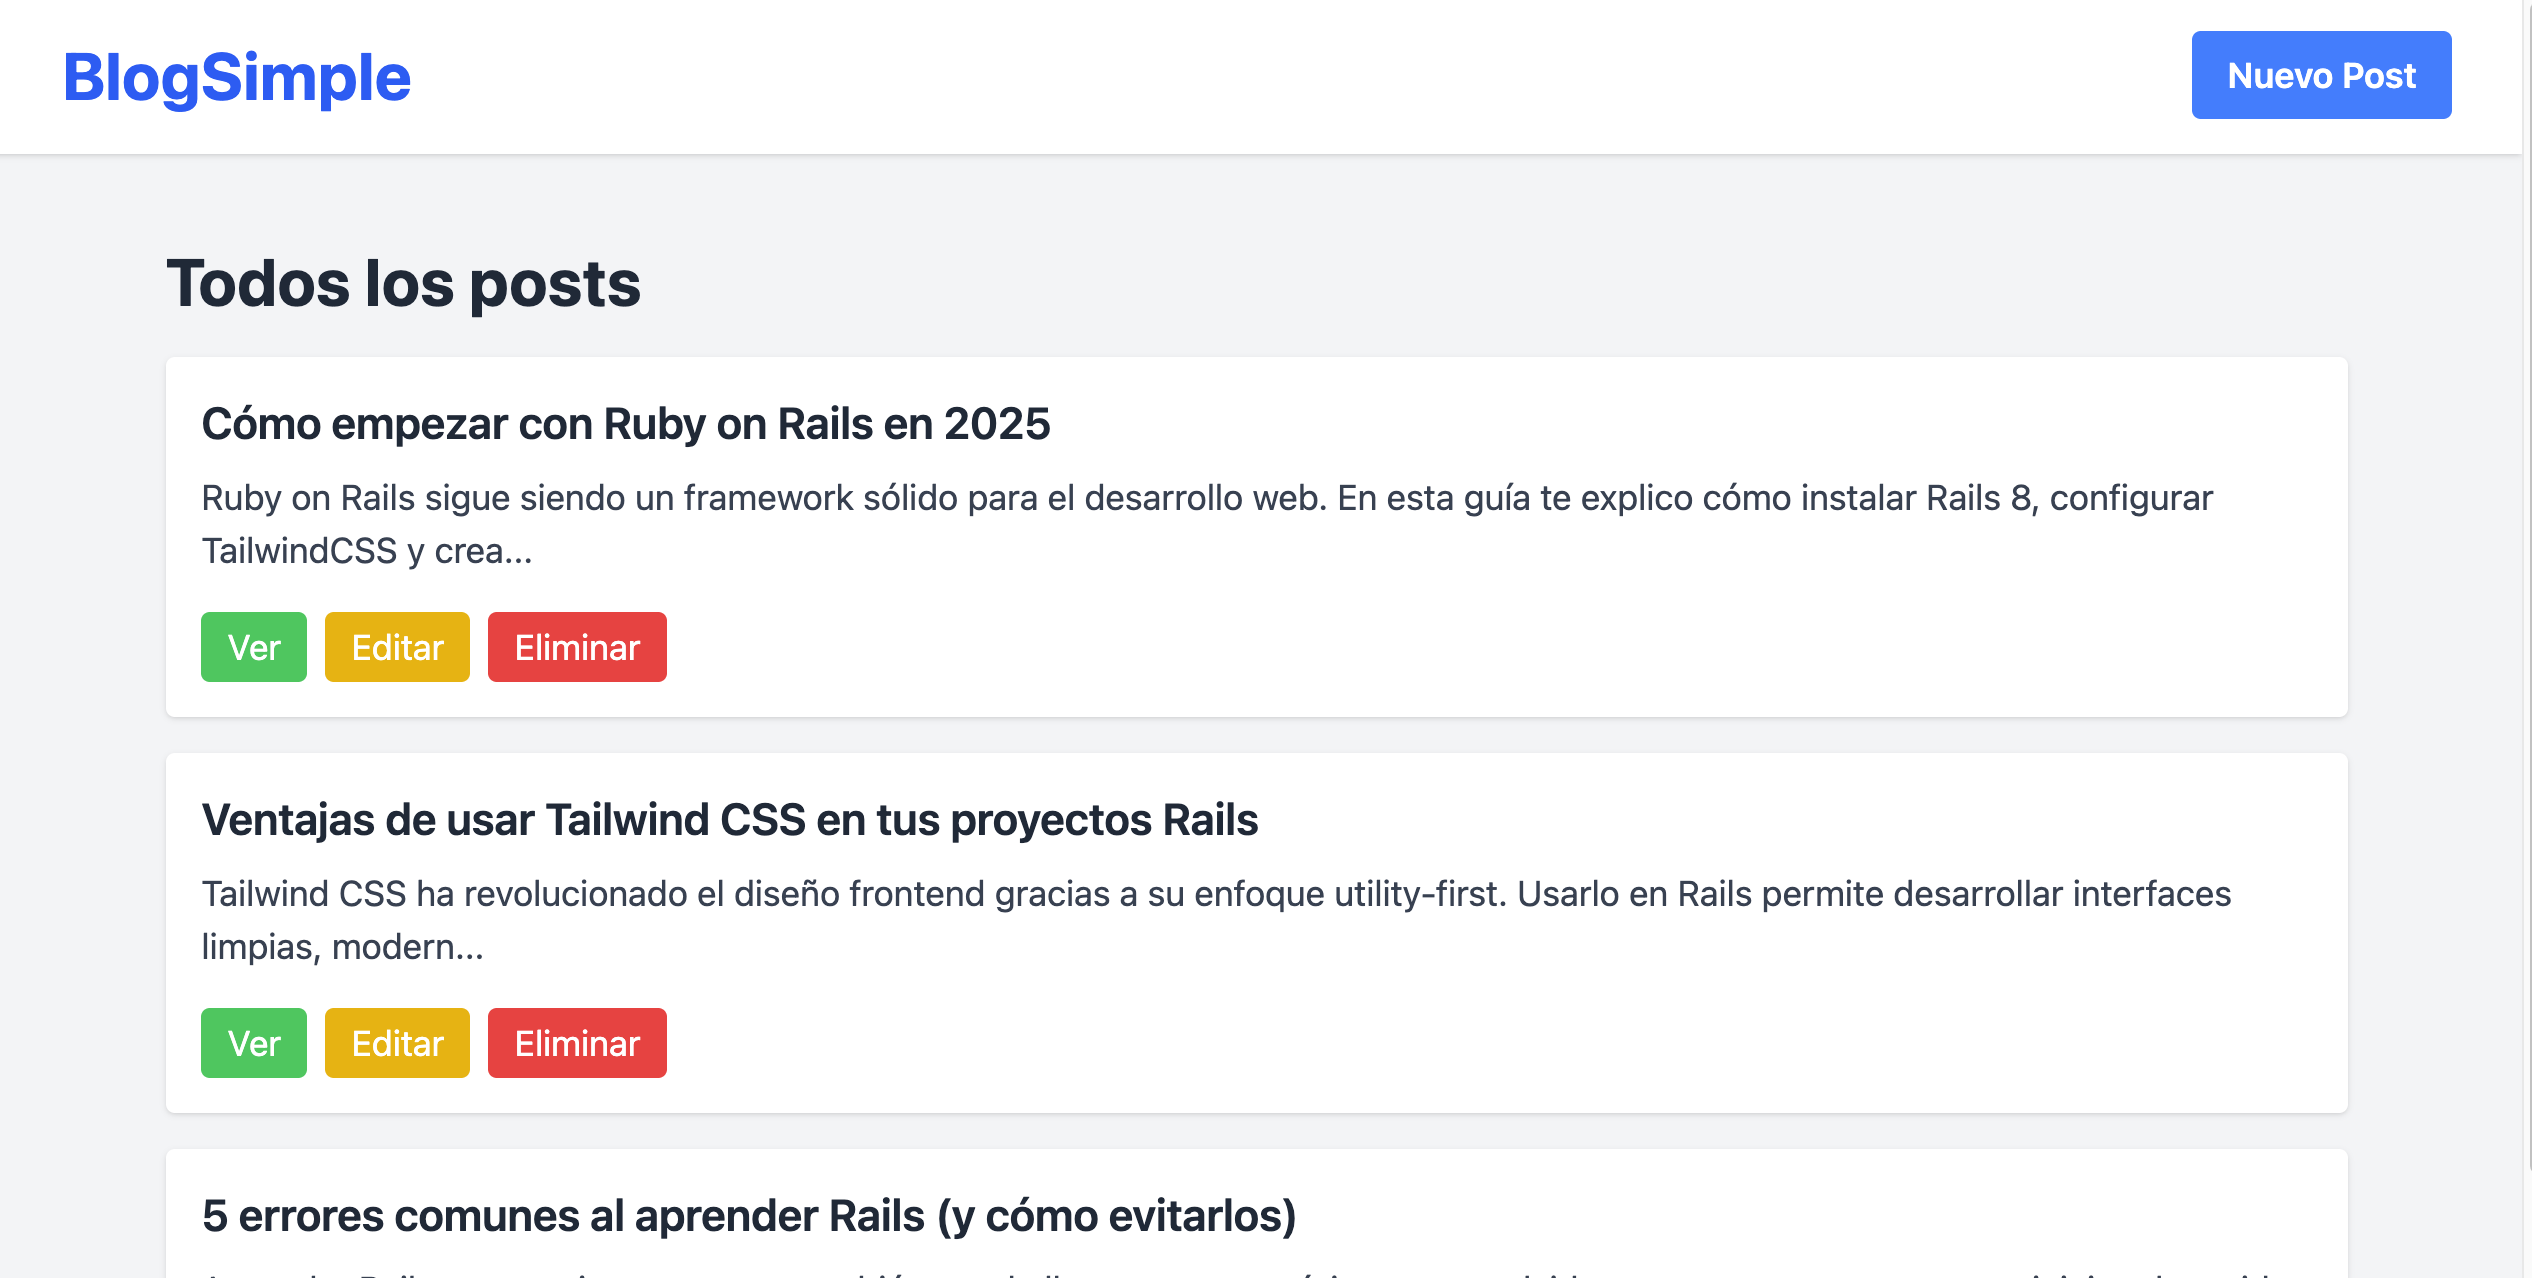 BlogSimple
Nuevo Post
Todos los posts
Cómo empezar con Ruby on Rails en 2025
Ruby on Rails sigue siendo un framework sólido para el desarrollo web. En esta guía te explico cómo instalar Rails 8, configurar
TailwindCSS y crea...
Ver
Editar
Eliminar
Ventajas de usar Tailwind CSS en tus proyectos Rails
Tailwind CSS ha revolucionado el diseño frontend gracias a su enfoque utility-first. Usarlo en Rails permite desarrollar interfaces
limpias, modern...
Ver
Editar
Eliminar
5 errores comunes al aprender Rails (y cómo evitarlos)